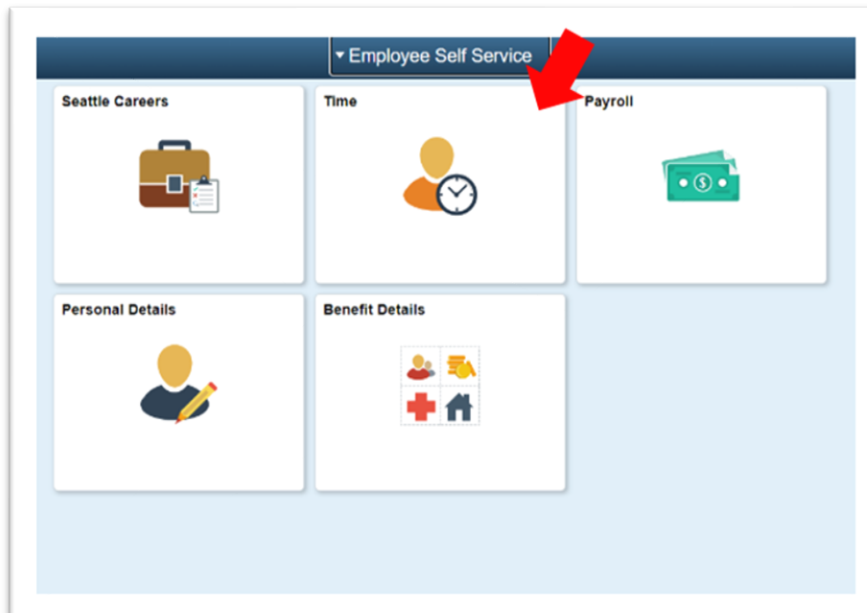 Employee Self Service
Seattle Careers
Time
Payroll
$
Personal Details
Benefit Details